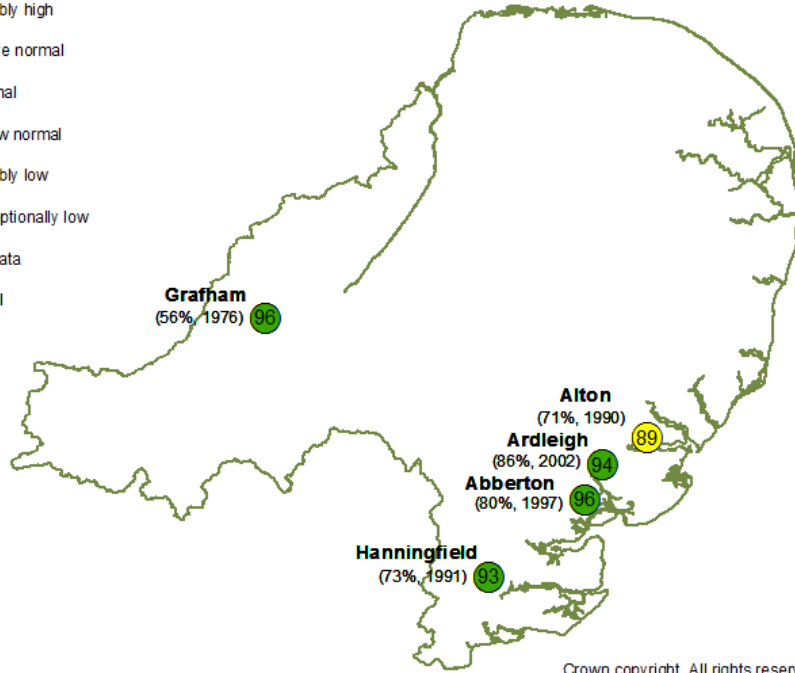 bly high
e normal
nal
w normal
bly low
ptionally low
ata
l
Grafham
(56%, 1976) 96
Alton
(71%, 1990) 89
Ardleigh
(86%, 2002) 94
Abberton
(80%, 1997) 96
Hanningfield
(73%, 1991) 93
Crown copyright. All rights reser